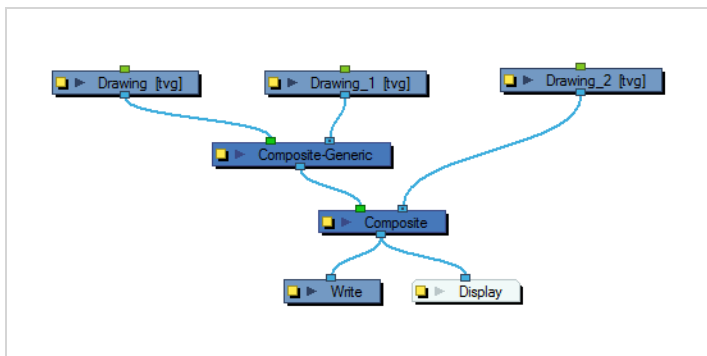 Drawing [tvg]
Drawing_1 [tvg]
Drawing_2 [tvg]
Composite-Generic
Composite
Write
Display